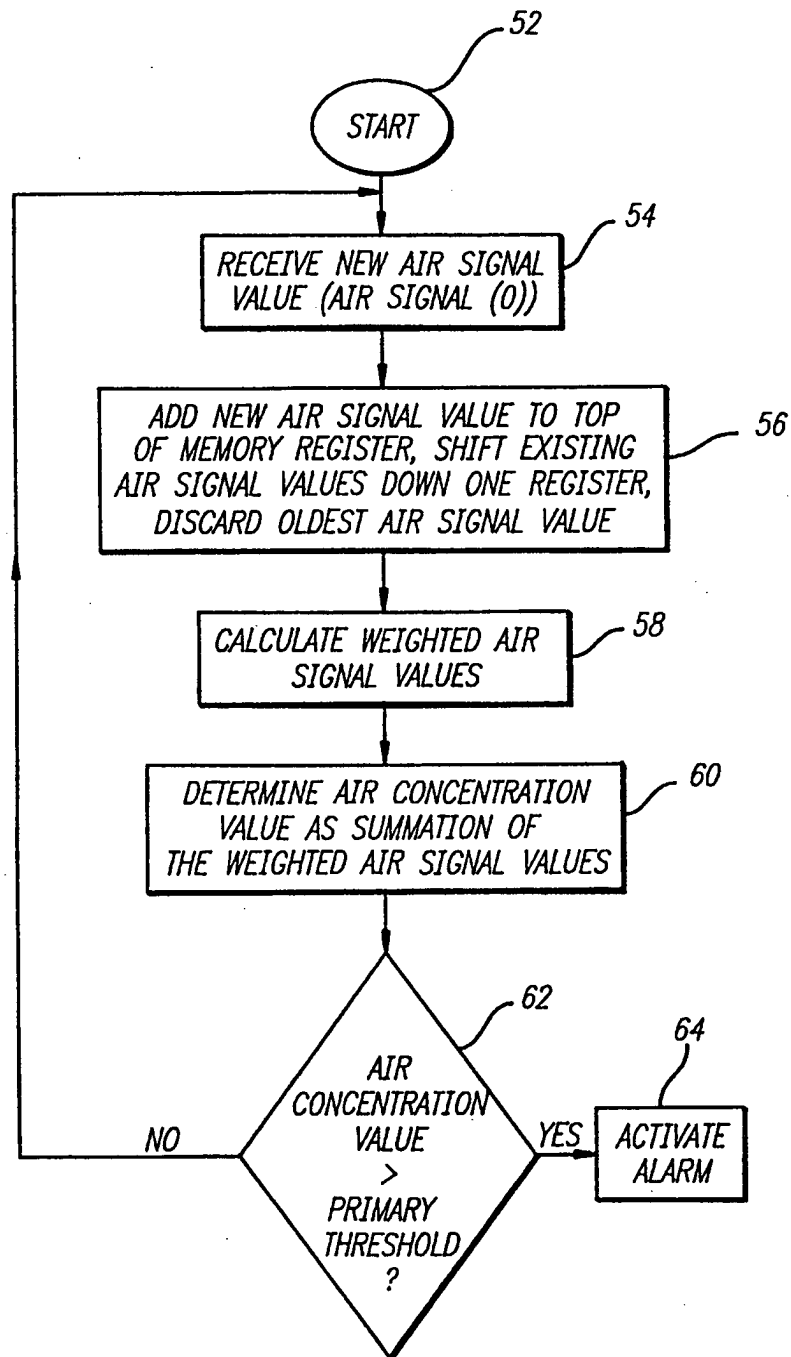 52
START
54
RECEIVE NEW AIR SIGNAL
VALUE (AIR SIGNAL (0))
ADD NEW AIR SIGNAL VALUE TO TOP
OF MEMORY REGISTER, SHIFT EXISTING
AIR SIGNAL VALUES DOWN ONE REGISTER,
DISCARD OLDEST AIR SIGNAL VALUE
56
CALCULATE WEIGHTED AIR
SIGNAL VALUES
58
DETERMINE AIR CONCENTRATION
VALUE AS SUMMATION OF
THE WEIGHTED AIR SIGNAL VALUES
60
62
AIR
CONCENTRATION
VALUE
>
PRIMARY
THRESHOLD
?
NO
YES
64
ACTIVATE
ALARM